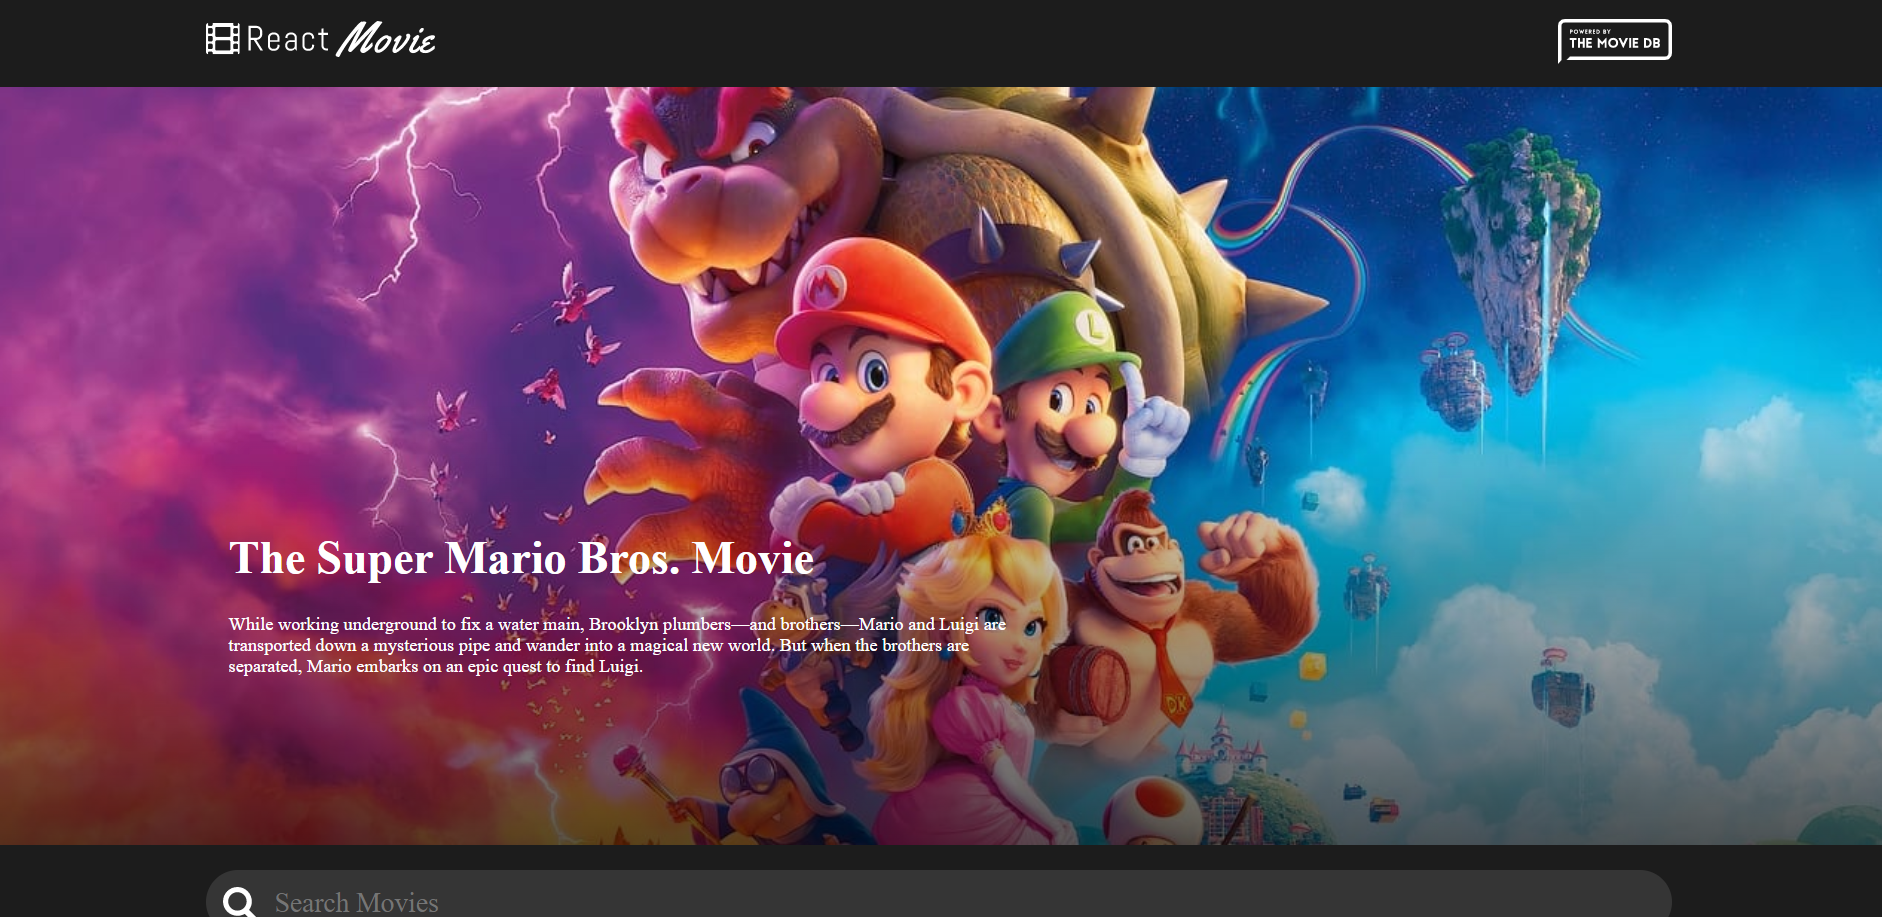 React Movie
POWERED BY
THE MOVIE DB
M
L
The Super Mario Bros. Movie
While working underground to fix a water main, Brooklyn plumbers—and brothers—Mario and Luigi are
transported down a mysterious pipe and wander into a magical new world. But when the brothers are
separated, Mario embarks on an epic quest to find Luigi.
DK
Search Movies